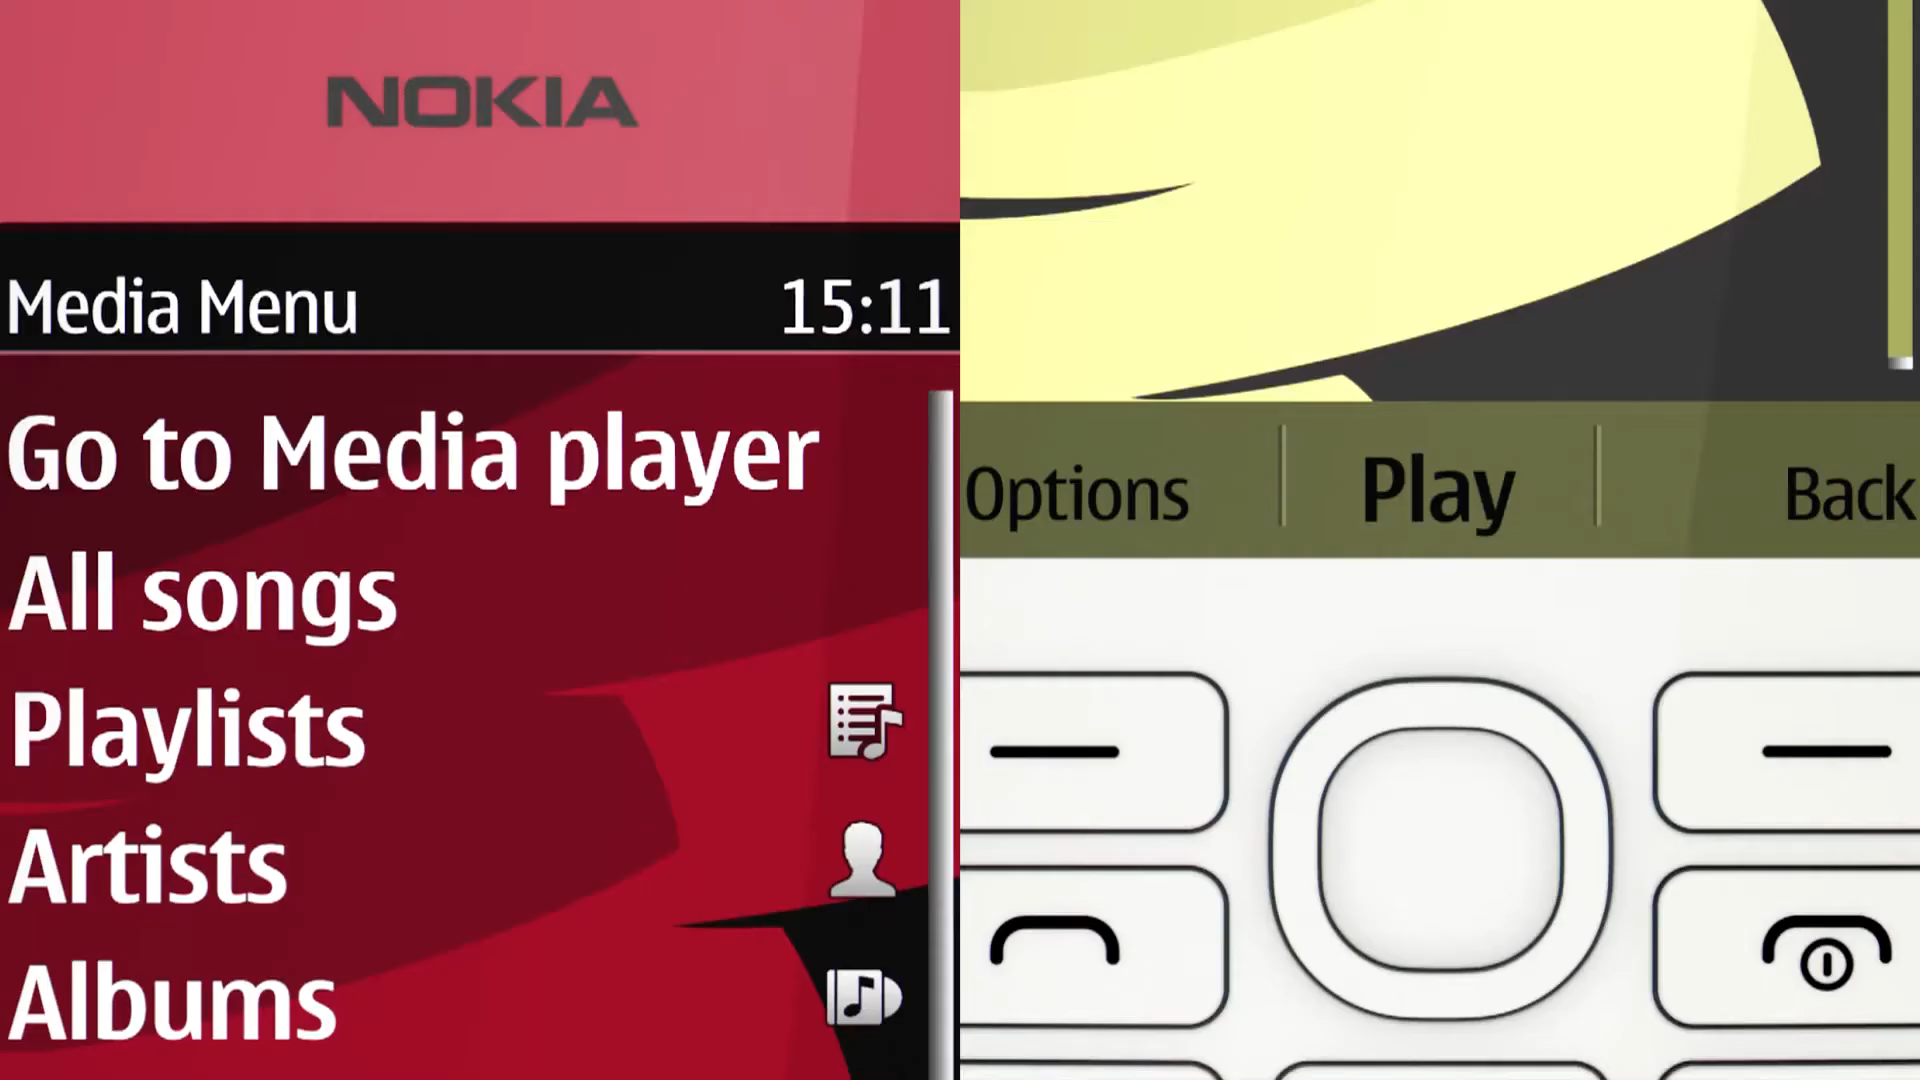 NOKIA
Media Menu 15:11
Go to Media player
All songs
Playlists
Artists
Albums
Options Play Back